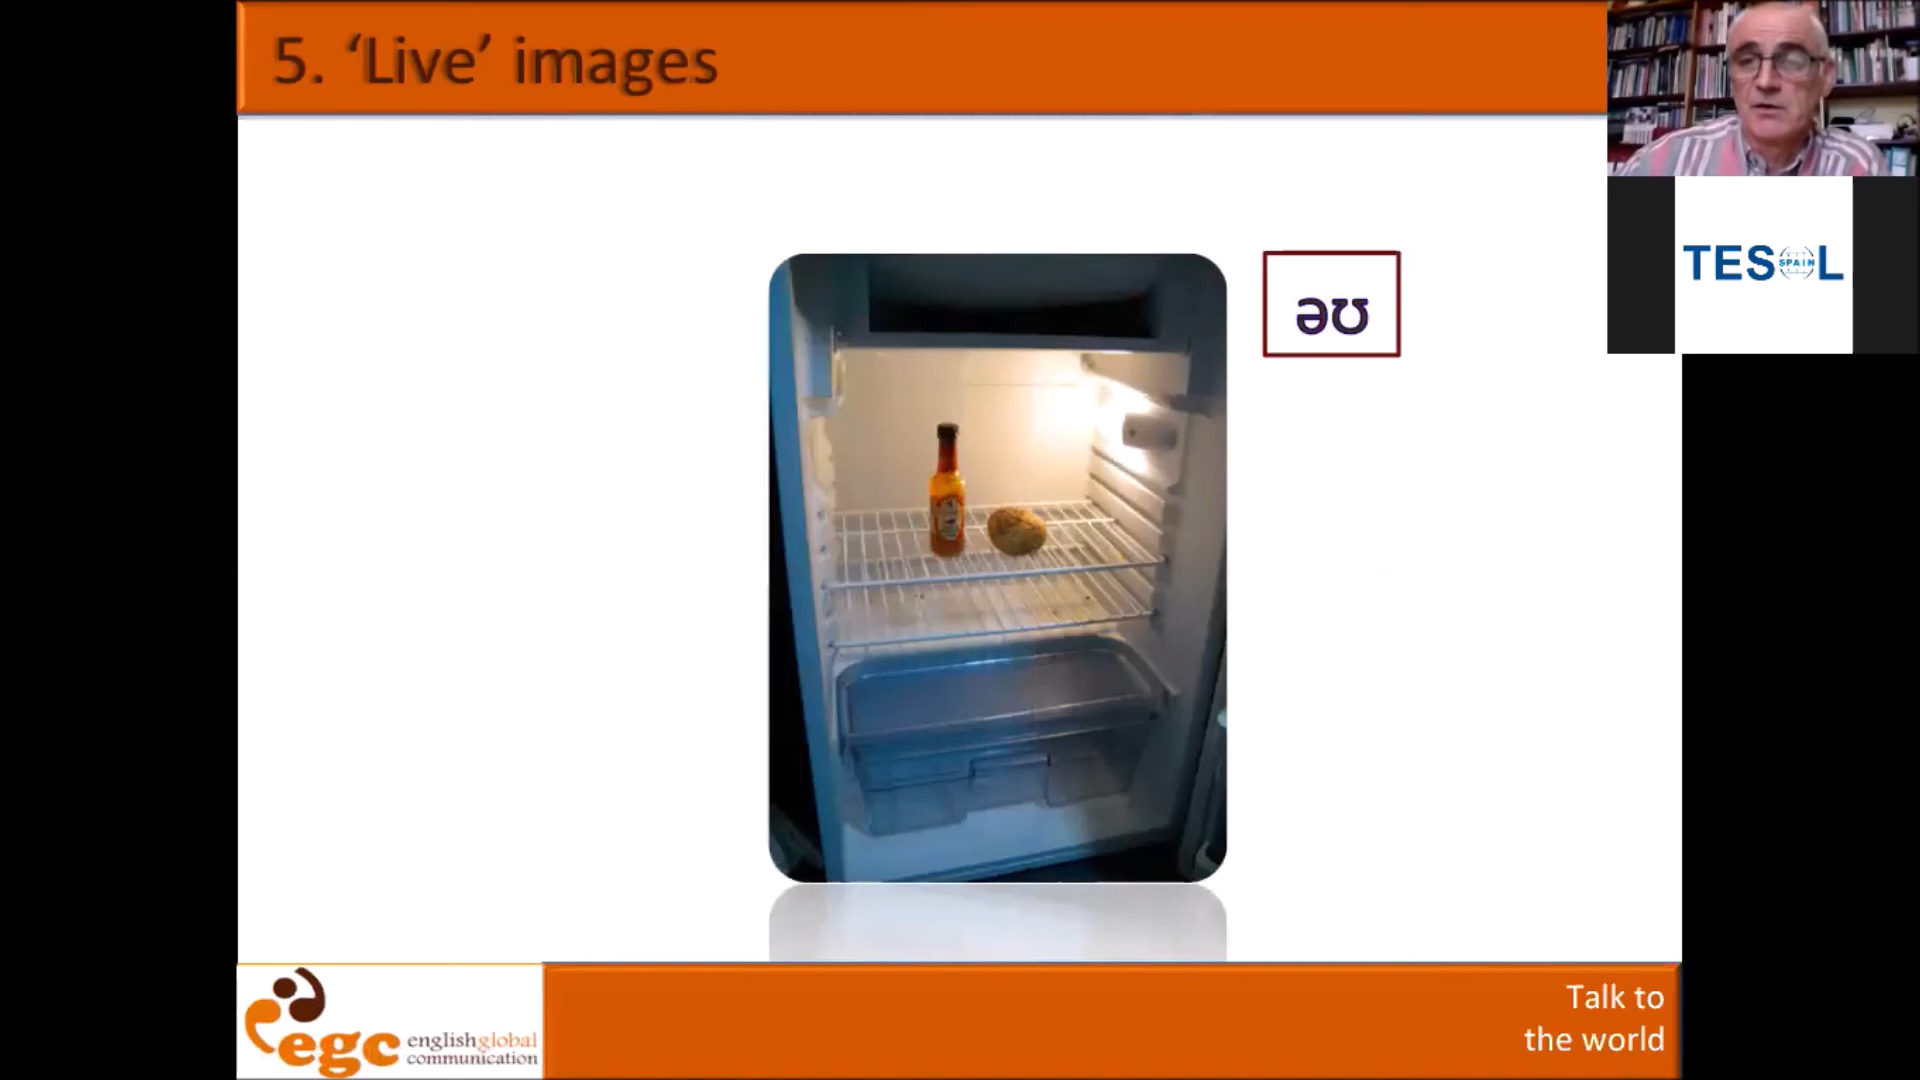 5. ‘Live’ images
əʊ
TESOL
SPAIN
egc
englishglobal
communication
Talk to
the world